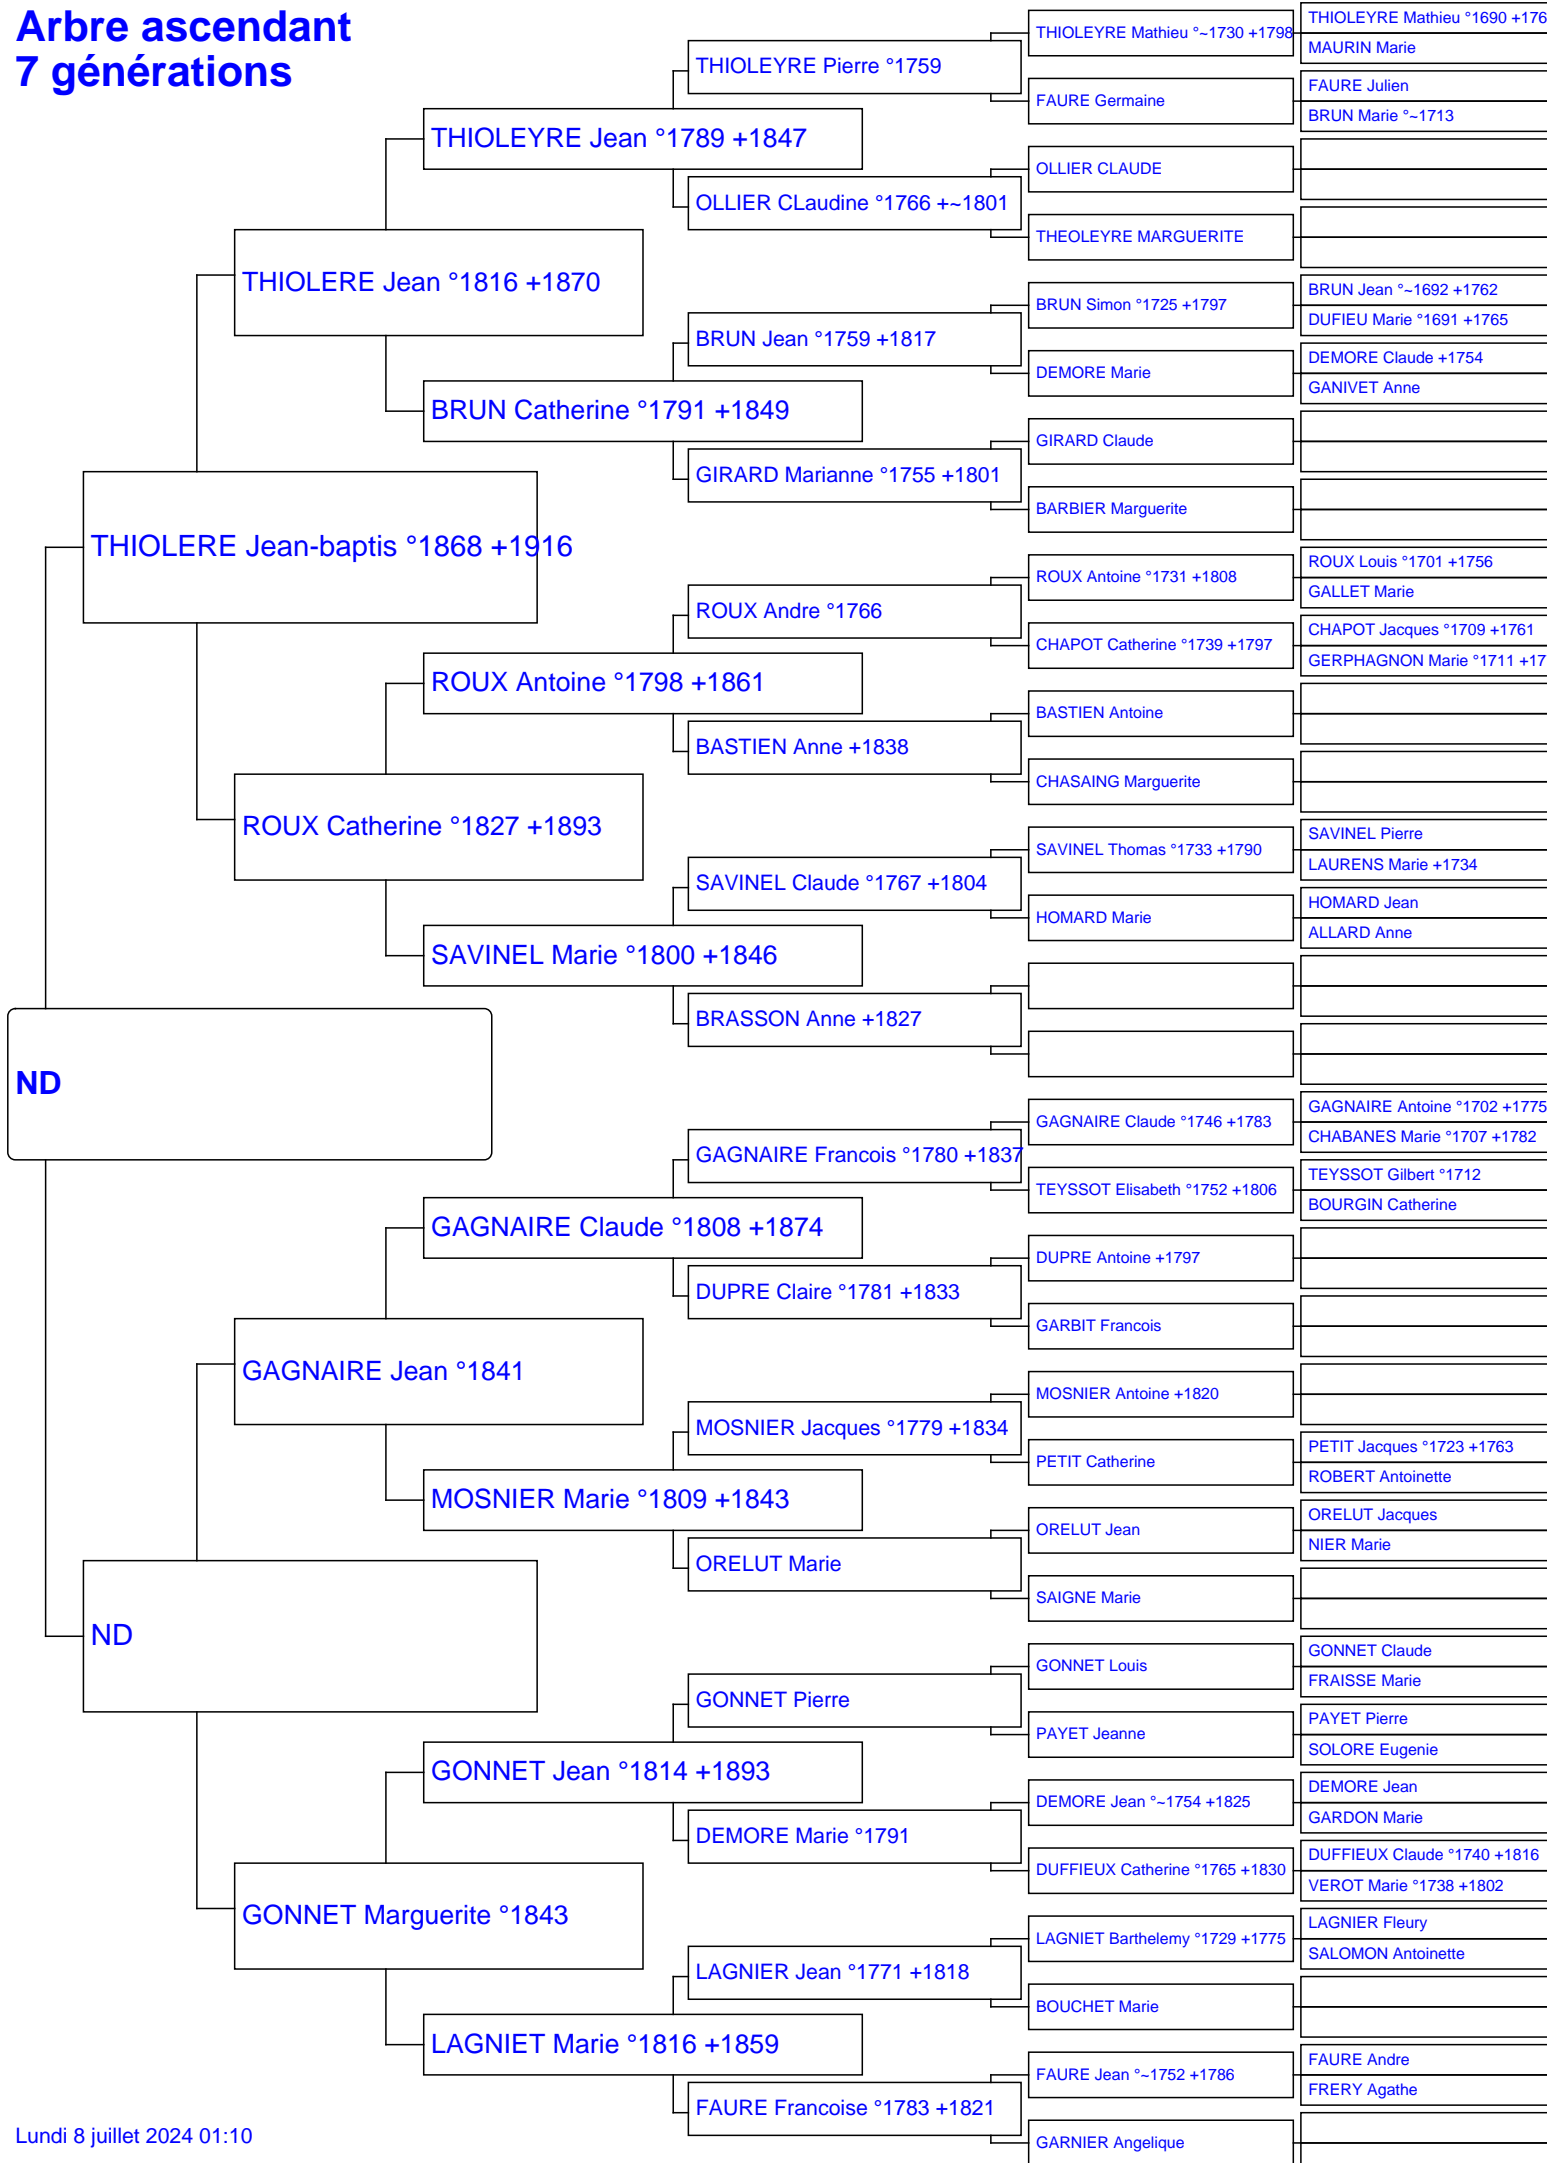 Arbre ascendant
7 générations
THIOLEYRE Mathieu °1690 +176
THIOLEYRE Mathieu °~1730 +1798
MAURIN Marie
THIOLEYRE Pierre °1759
FAURE Julien
FAURE Germaine
BRUN Marie °~1713
THIOLEYRE Jean °1789 +1847
OLLIER CLAUDE
OLLIER CLaudine °1766 +~1801
THEOLEYRE MARGUERITE
THIOLERE Jean °1816 +1870
BRUN Jean °~1692 +1762
BRUN Simon °1725 +1797
DUFIEU Marie °1691 +1765
BRUN Jean °1759 +1817
DEMORE Claude +1754
DEMORE Marie
GANIVET Anne
BRUN Catherine °1791 +1849
GIRARD Claude
GIRARD Marianne °1755 +1801
BARBIER Marguerite
THIOLERE Jean-baptis °1868 +1916
ROUX Louis °1701 +1756
ROUX Antoine °1731 +1808
GALLET Marie
ROUX Andre °1766
CHAPOT Jacques °1709 +1761
CHAPOT Catherine °1739 +1797
GERPHAGNON Marie °1711 +17
ROUX Antoine °1798 +1861
BASTIEN Antoine
BASTIEN Anne +1838
CHASAING Marguerite
ROUX Catherine °1827 +1893
SAVINEL Pierre
SAVINEL Thomas °1733 +1790
LAURENS Marie +1734
SAVINEL Claude °1767 +1804
HOMARD Jean
HOMARD Marie
ALLARD Anne
SAVINEL Marie °1800 +1846
BRASSON Anne +1827
ND
GAGNAIRE Antoine °1702 +1775
GAGNAIRE Claude °1746 +1783
CHABANES Marie °1707 +1782
GAGNAIRE Francois °1780 +1837
TEYSSOT Gilbert °1712
TEYSSOT Elisabeth °1752 +1806
BOURGIN Catherine
GAGNAIRE Claude °1808 +1874
DUPRE Antoine +1797
DUPRE Claire °1781 +1833
GARBIT Francois
GAGNAIRE Jean °1841
MOSNIER Antoine +1820
MOSNIER Jacques °1779 +1834
PETIT Jacques °1723 +1763
PETIT Catherine
ROBERT Antoinette
MOSNIER Marie °1809 +1843
ORELUT Jacques
ORELUT Jean
NIER Marie
ORELUT Marie
SAIGNE Marie
ND
GONNET Claude
GONNET Louis
FRAISSE Marie
GONNET Pierre
PAYET Pierre
PAYET Jeanne
SOLORE Eugenie
GONNET Jean °1814 +1893
DEMORE Jean
DEMORE Jean °~1754 +1825
GARDON Marie
DEMORE Marie °1791
DUFFIEUX Claude °1740 +1816
DUFFIEUX Catherine °1765 +1830
VEROT Marie °1738 +1802
GONNET Marguerite °1843
LAGNIER Fleury
LAGNIET Barthelemy °1729 +1775
SALOMON Antoinette
LAGNIER Jean °1771 +1818
BOUCHET Marie
LAGNIET Marie °1816 +1859
FAURE Andre
FAURE Jean °~1752 +1786
FRERY Agathe
FAURE Francoise °1783 +1821
GARNIER Angelique
Lundi 8 juillet 2024 01:10